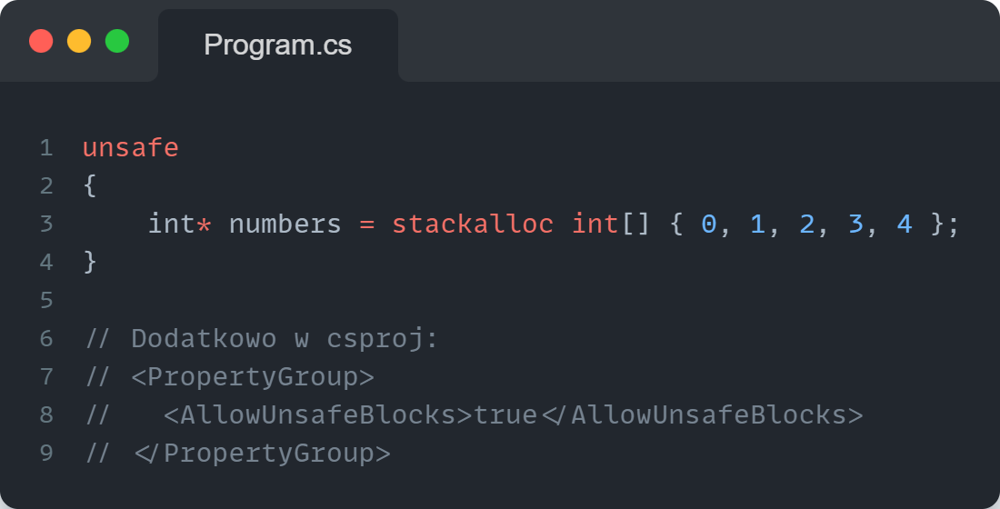 Program.cs
1 unsafe
2 {
3     int* numbers = stackalloc int[] { 0, 1, 2, 3, 4 };
4 }
5
6 // Dodatkowo w csproj:
7 // <PropertyGroup>
8 //   <AllowUnsafeBlocks>true</AllowUnsafeBlocks>
9 // </PropertyGroup>